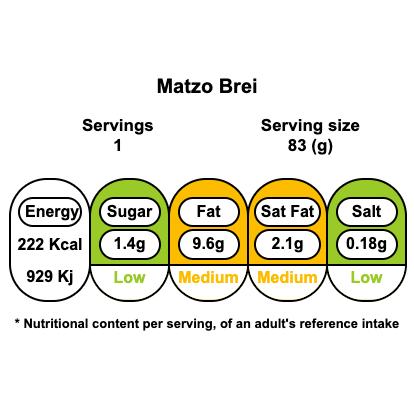 Matzo Brei
Servings
1
Serving size
83 (g)
Energy
222 Kcal
929 Kj
Sugar
1.4g
Low
Fat
9.6g
Medium
Sat Fat
2.1g
Medium
Salt
0.18g
Low
* Nutritional content per serving, of an adult's reference intake